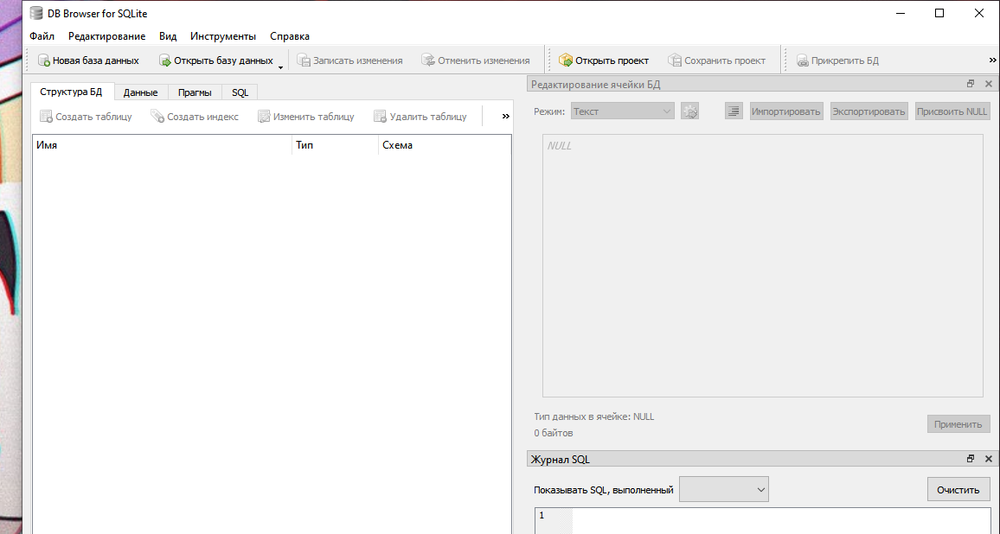 DB Browser for SQLite
Файл Редактирование Вид Инструменты Справка
Новая база данных Открыть базу данных Записать изменения Отменить изменения Открыть проект Сохранить проект Прикрепить БД »
Структура БД Данные Прагмы SQL
Создать таблицу Создать индекс Изменить таблицу Удалить таблицу »
Имя Тип Схема
Редактирование ячейки БД
Режим: Текст Импортировать Экспортировать Присвоить NULL
NULL
Тип данных в ячейке: NULL
0 байтов
Применить
Журнал SQL
Показывать SQL, выполненный Очистить
1